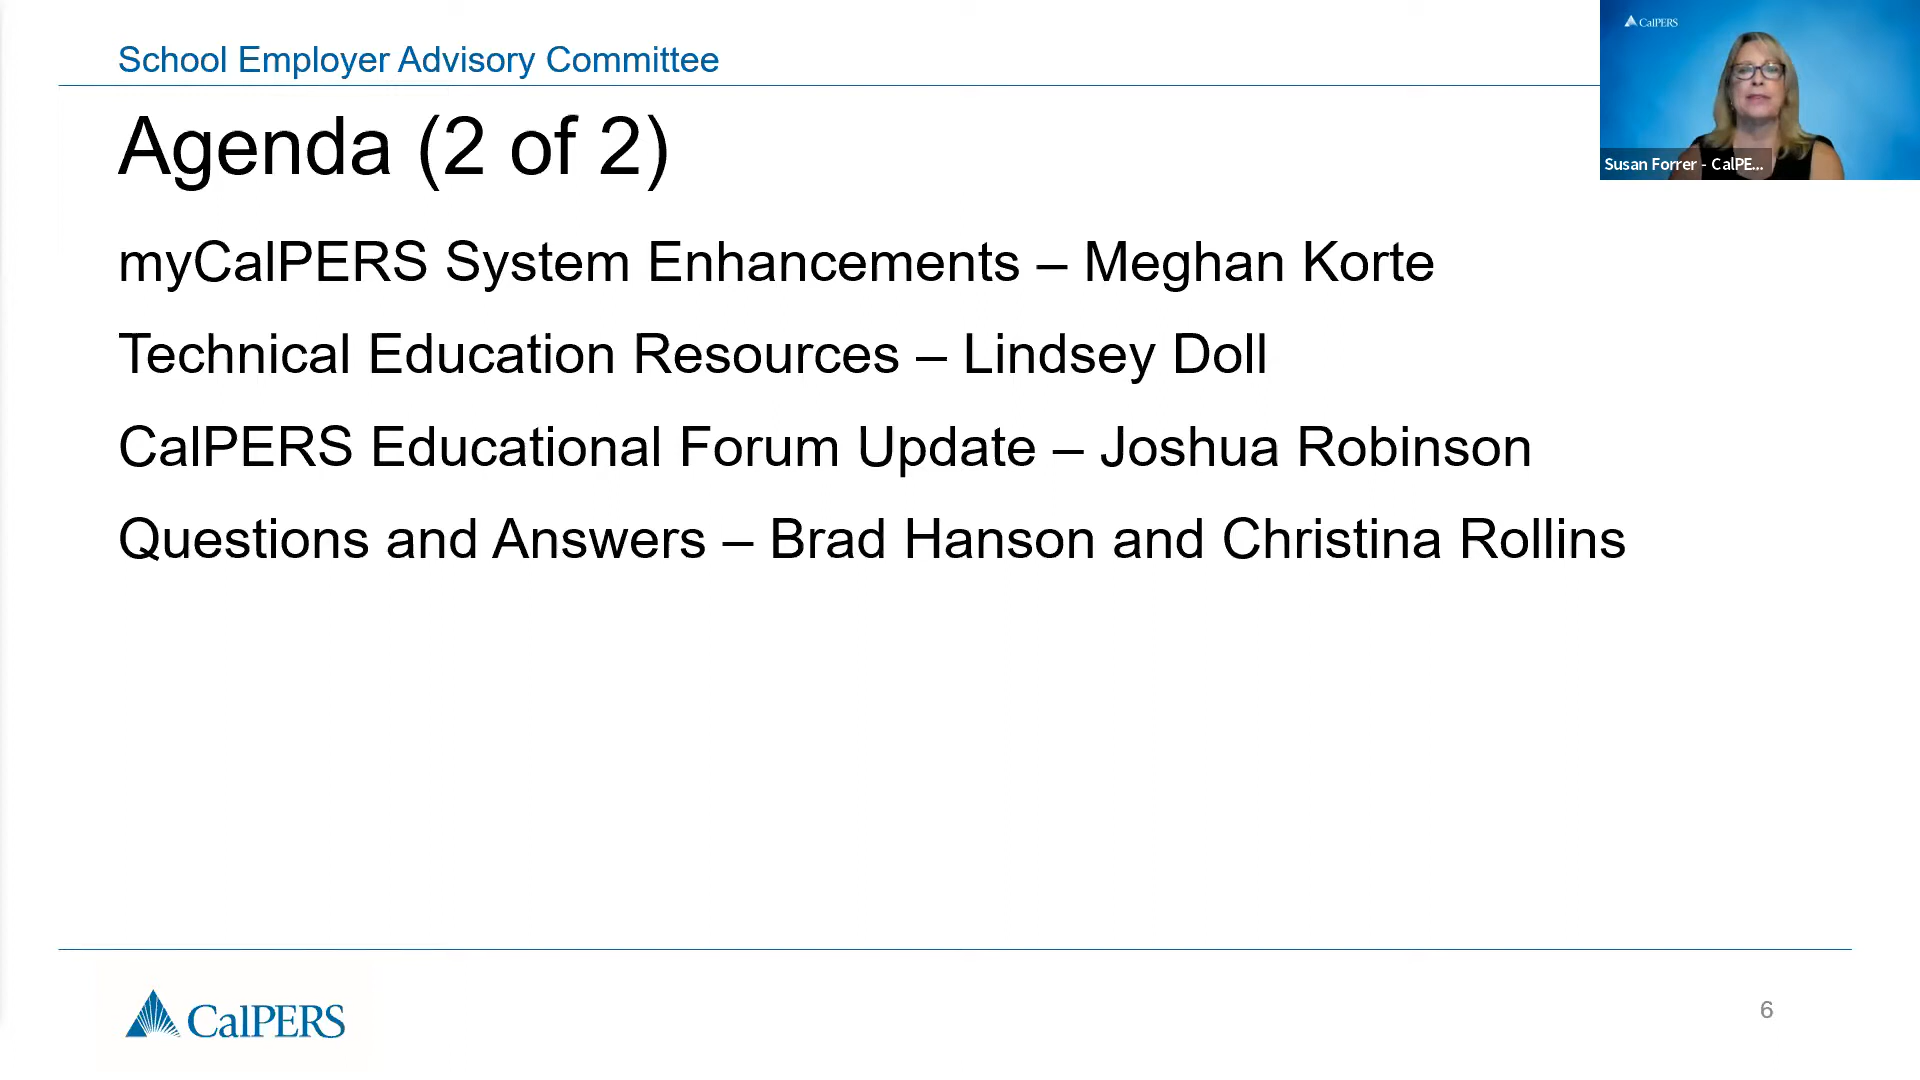 School Employer Advisory Committee
CalPERS
Agenda (2 of 2)
Susan Forrer - CalPE...
myCalPERS System Enhancements – Meghan Korte
Technical Education Resources – Lindsey Doll
CalPERS Educational Forum Update – Joshua Robinson
Questions and Answers – Brad Hanson and Christina Rollins
CalPERS
6